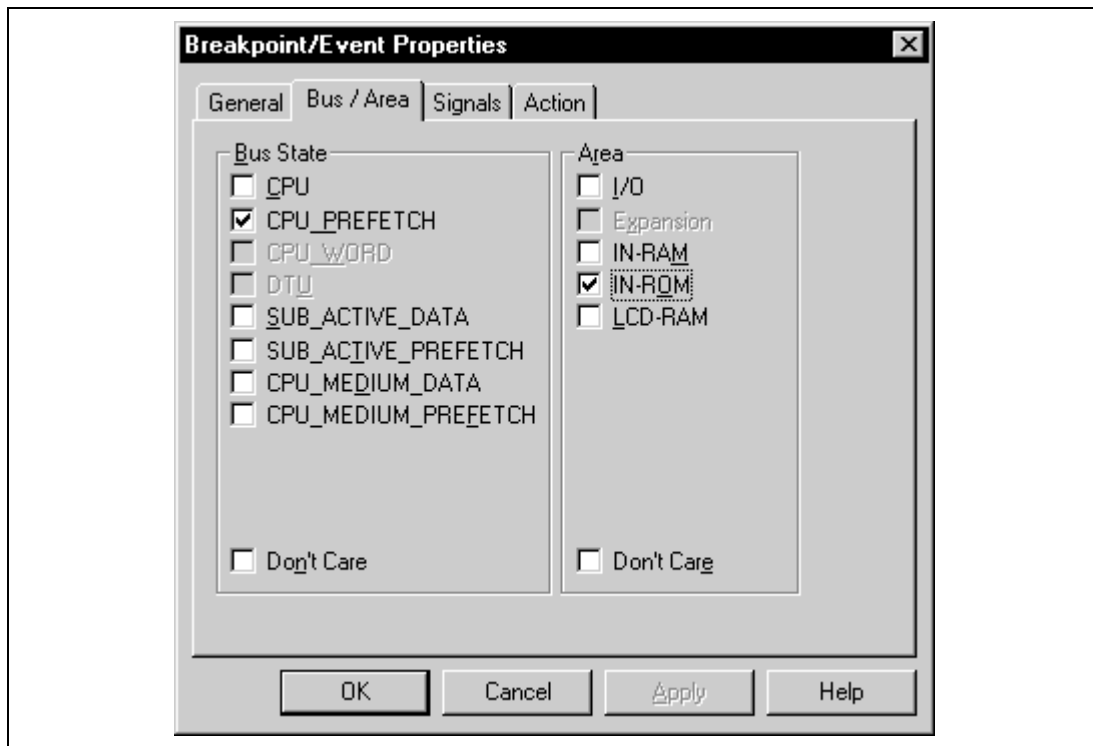 Breakpoint/Event Properties
General Bus / Area Signals Action
Bus State
CPU
CPU_PREFETCH
CPU_WORD
DTU
SUB_ACTIVE_DATA
SUB_ACTIVE_PREFETCH
CPU_MEDIUM_DATA
CPU_MEDIUM_PREFETCH
Don't Care
Area
I/O
Expansion
IN-RAM
IN-ROM
LCD-RAM
Don't Care
OK Cancel Apply Help